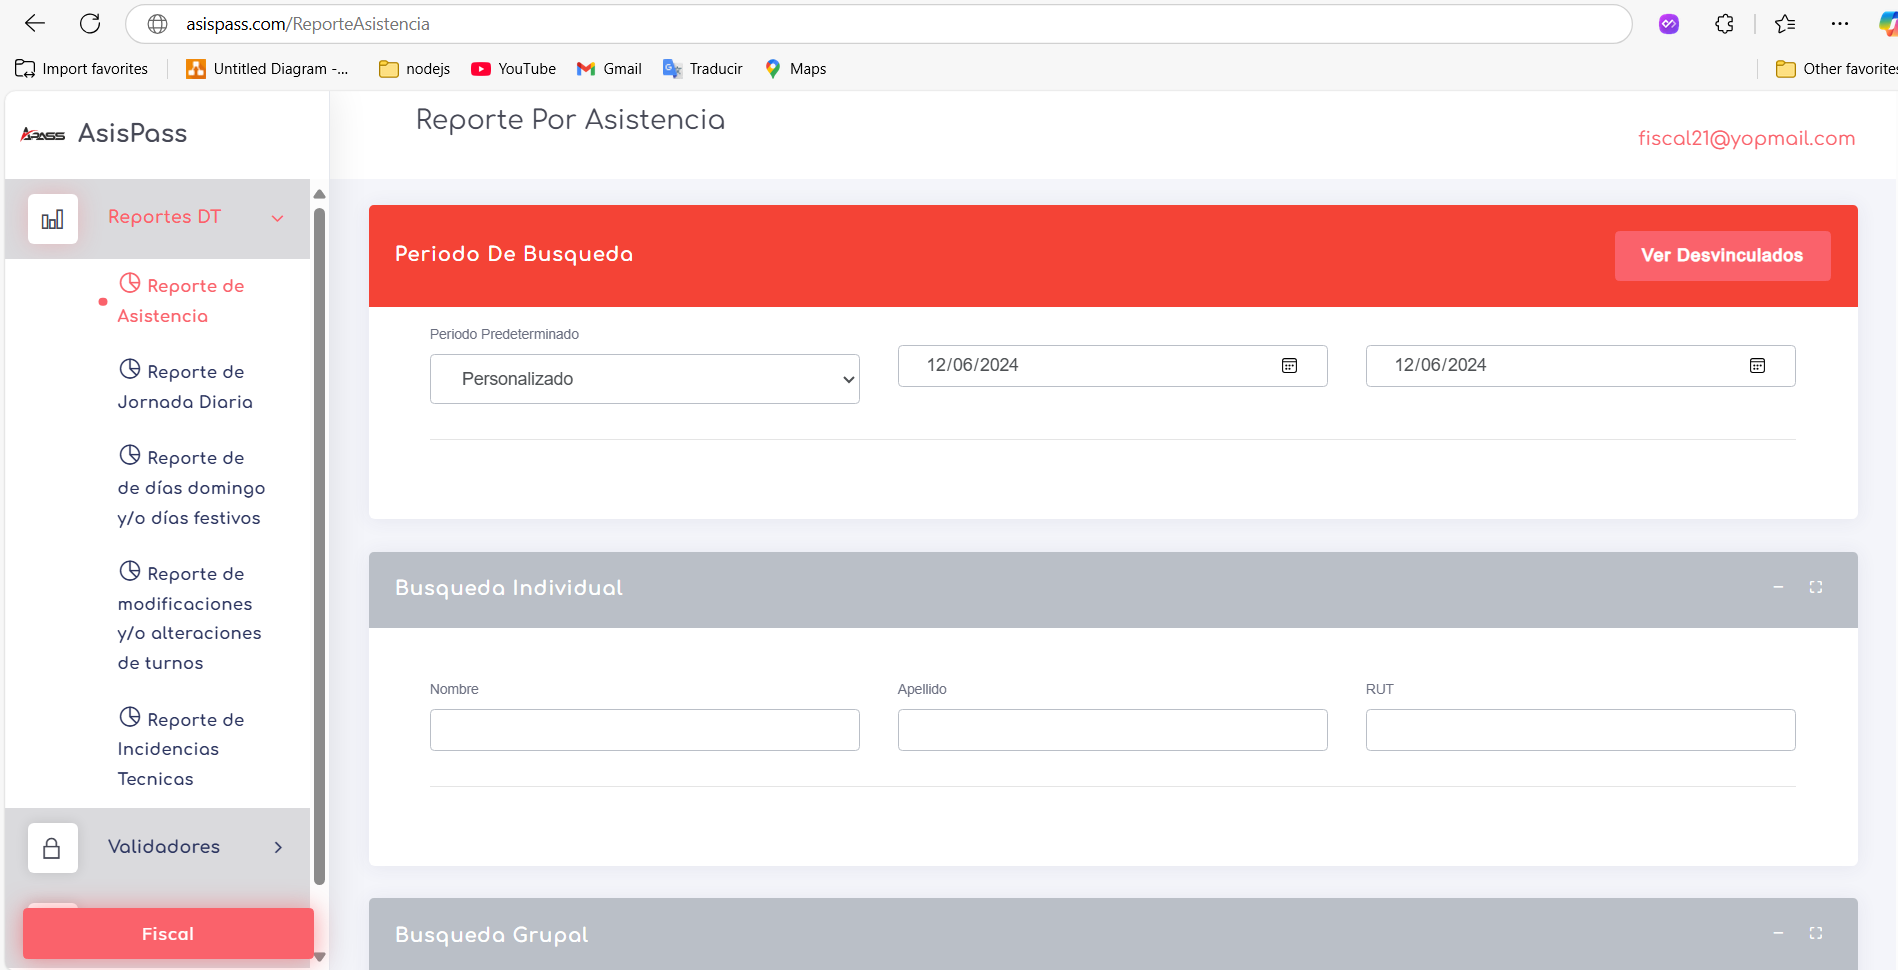 asispass.com/ReporteAsistencia
Import favorites
Untitled Diagram -...
nodejs
YouTube
Gmail
Traducir
Maps
Other favorites
APASS
AsisPass
Reporte Por Asistencia
fiscal21@yopmail.com
Reportes DT
Reporte de
Asistencia
Reporte de
Jornada Diaria
Reporte de
de días domingo
y/o días festivos
Reporte de
modificaciones
y/o alteraciones
de turnos
Reporte de
Incidencias
Tecnicas
Validadores
Fiscal
Periodo De Busqueda
Ver Desvinculados
Periodo Predeterminado
Personalizado
12/06/2024
12/06/2024
Busqueda Individual
Nombre
Apellido
RUT
Busqueda Grupal